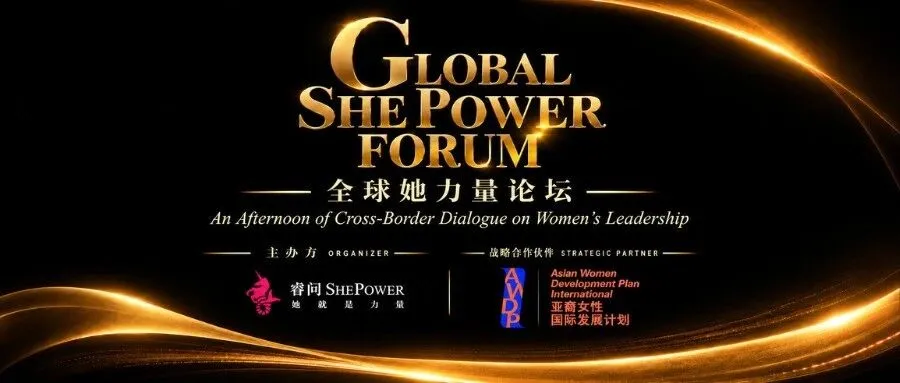 GLOBAL
SHE POWER
FORUM
全球她力量论坛
An Afternoon of Cross-Border Dialogue on Women's Leadership
主办方 ORGANIZER
睿问 SHEPOWER
她就是力量
战略合作伙伴 STRATEGIC PARTNER
AWDP
Asian Women
Development Plan
International
亚裔女性
国际发展计划